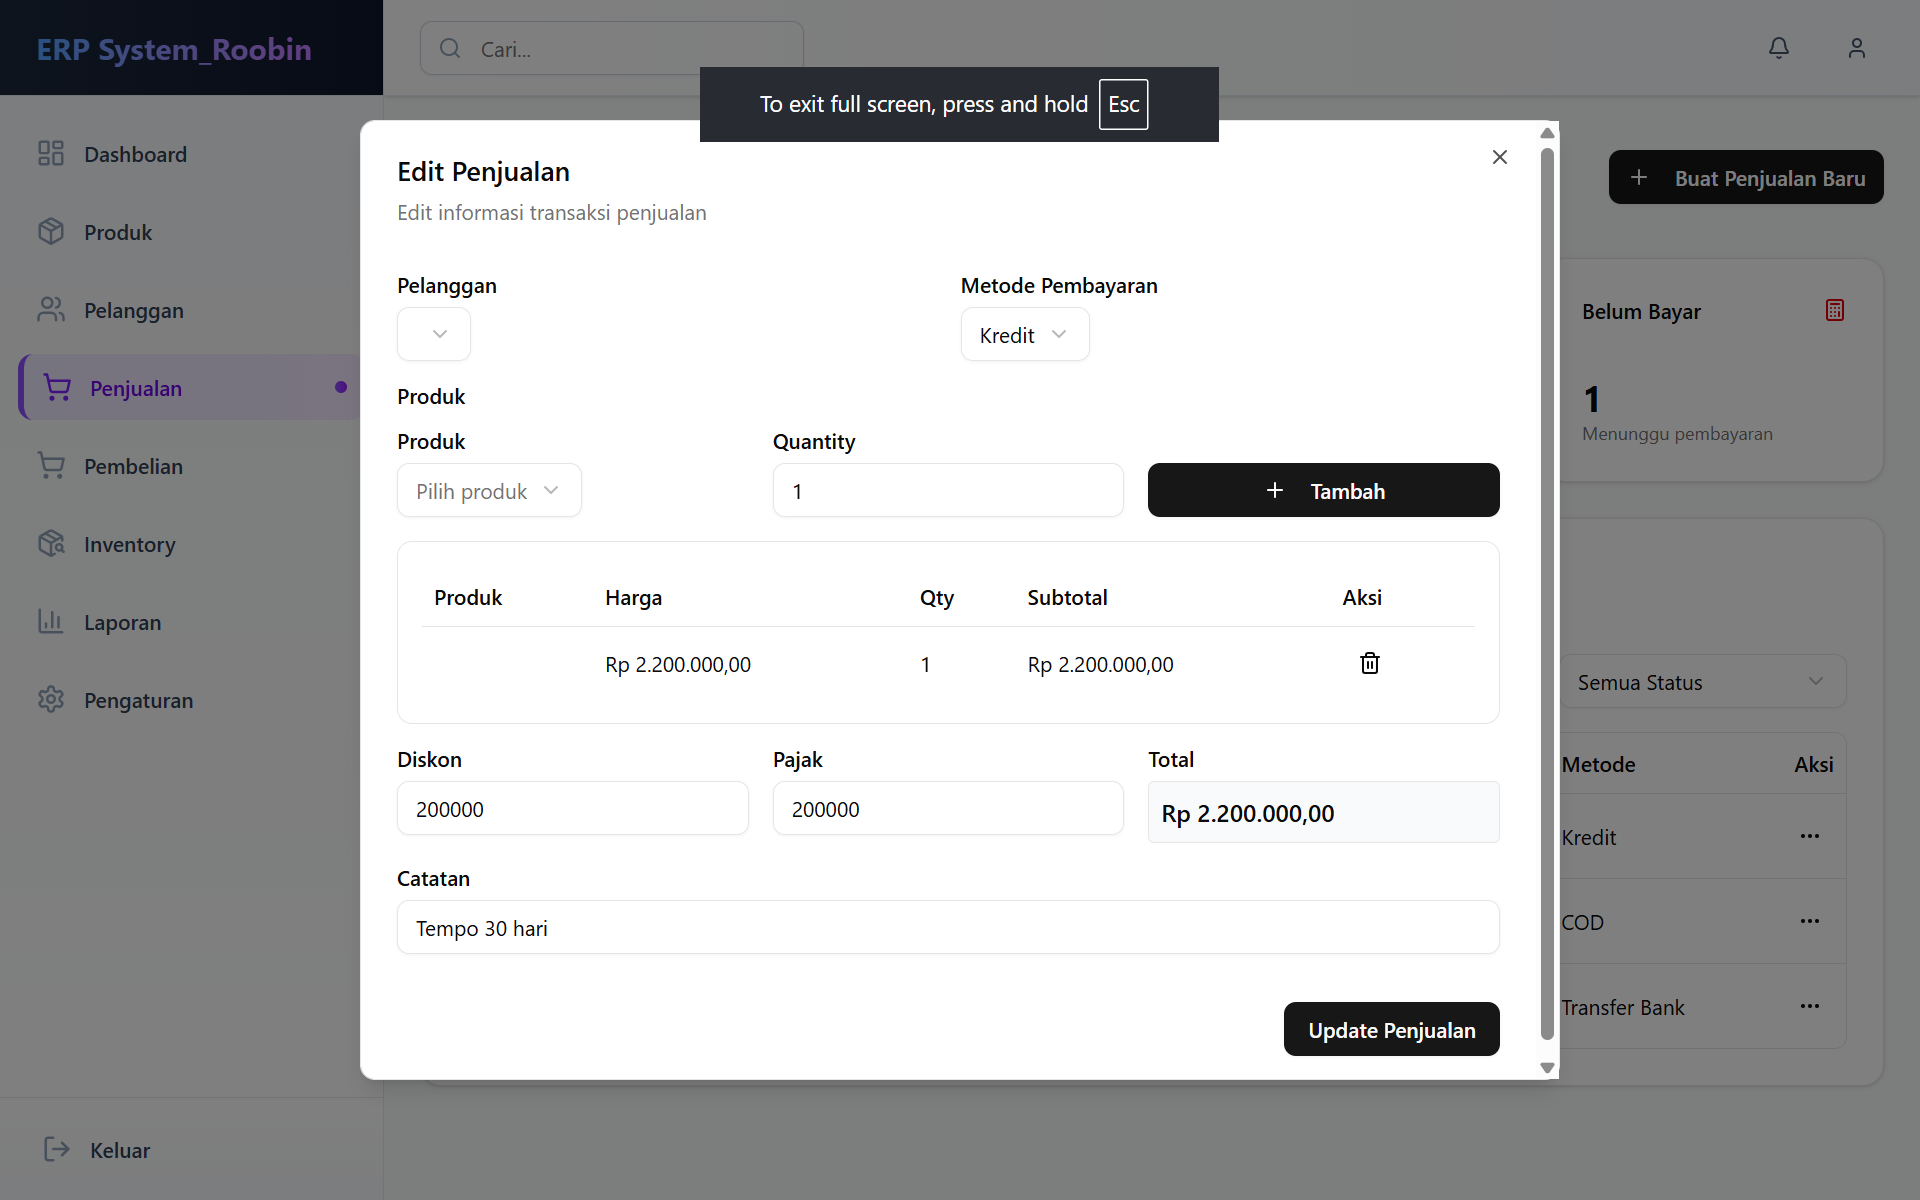 ERP System_Roobin
Cari...
To exit full screen, press and hold Esc
Dashboard
Produk
Pelanggan
Penjualan
Pembelian
Inventory
Laporan
Pengaturan
Keluar
Buat Penjualan Baru
Belum Bayar
1
Menunggu pembayaran
Semua Status
Metode Aksi
Kredit
COD
Transfer Bank
Edit Penjualan
Edit informasi transaksi penjualan
Pelanggan Metode Pembayaran
Kredit
Produk
Produk Quantity
Pilih produk 1 Tambah
Produk Harga Qty Subtotal Aksi
Rp 2.200.000,00 1 Rp 2.200.000,00
Diskon Pajak Total
200000 200000 Rp 2.200.000,00
Catatan
Tempo 30 hari
Update Penjualan